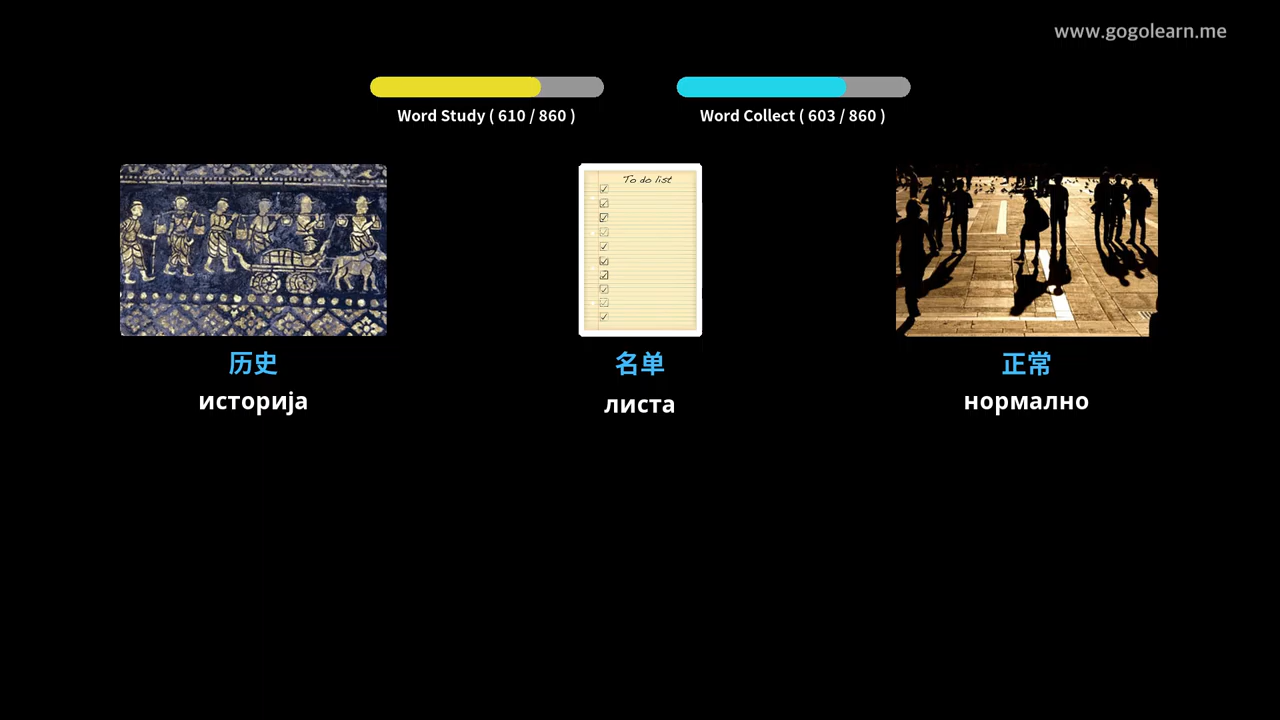 www.gogolearn.me
Word Study ( 610 / 860 )
Word Collect ( 603 / 860 )
To do list
历史
名单
正常
историја
листа
нормално